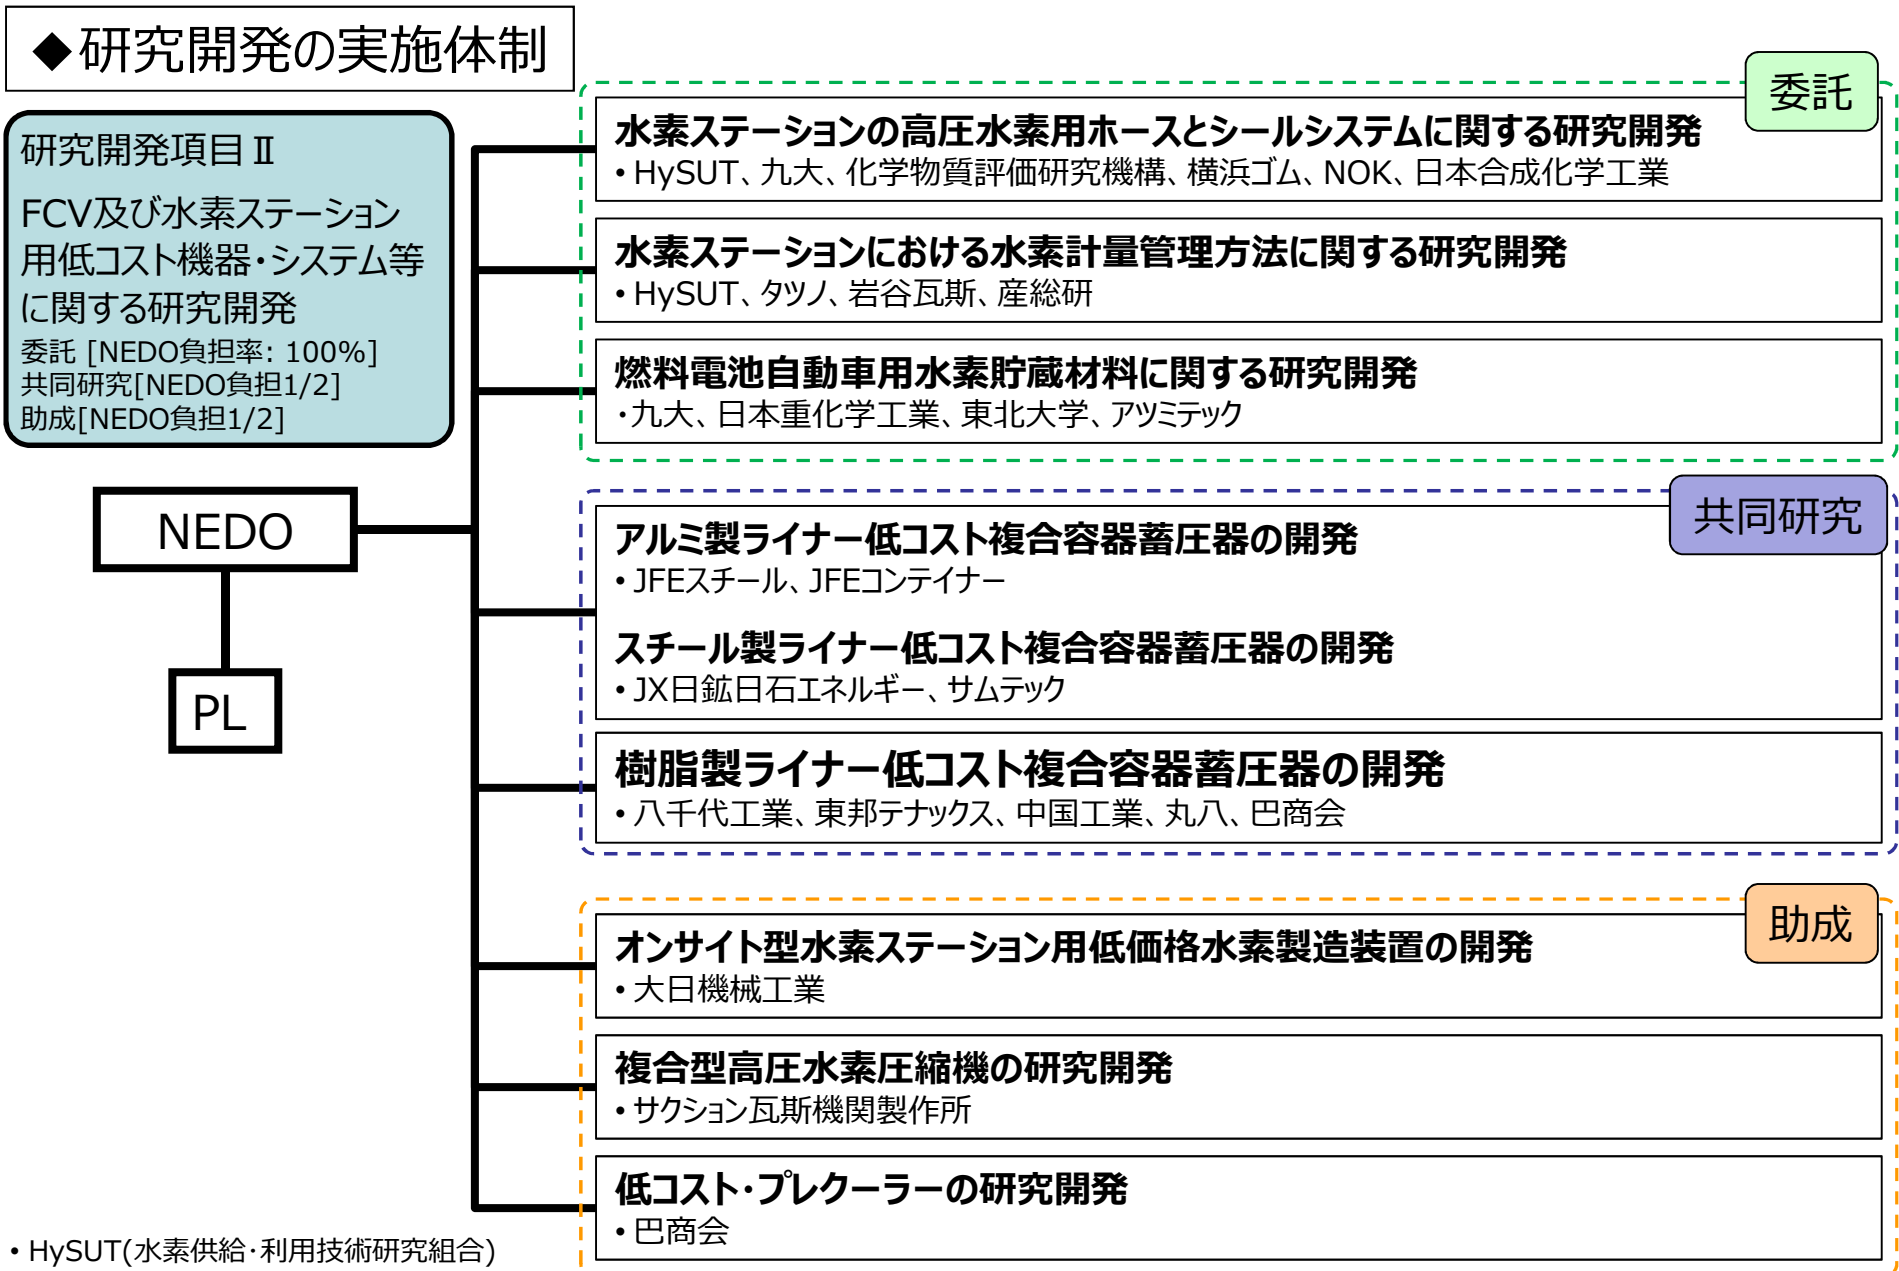 ◆研究開発の実施体制
研究開発項目Ⅱ
FCV及び水素ステーション
用低コスト機器・システム等
に関する研究開発
委託 [NEDO負担率: 100%]
共同研究[NEDO負担1/2]
助成[NEDO負担1/2]
NEDO
PL
委託
水素ステーションの高圧水素用ホースとシールシステムに関する研究開発
• HySUT、九大、化学物質評価研究機構、横浜ゴム、NOK、日本合成化学工業
水素ステーションにおける水素計量管理方法に関する研究開発
• HySUT、タツノ、岩谷瓦斯、産総研
燃料電池自動車用水素貯蔵材料に関する研究開発
・九大、日本重化学工業、東北大学、アツミテック
共同研究
アルミ製ライナー低コスト複合容器蓄圧器の開発
• JFEスチール、JFEコンテイナー
スチール製ライナー低コスト複合容器蓄圧器の開発
• JX日鉱日石エネルギー、サムテック
樹脂製ライナー低コスト複合容器蓄圧器の開発
• 八千代工業、東邦テナックス、中国工業、丸八、巴商会
助成
オンサイト型水素ステーション用低価格水素製造装置の開発
• 大日機械工業
複合型高圧水素圧縮機の研究開発
• サクション瓦斯機関製作所
低コスト・プレクーラーの研究開発
• 巴商会
• HySUT(水素供給・利用技術研究組合)